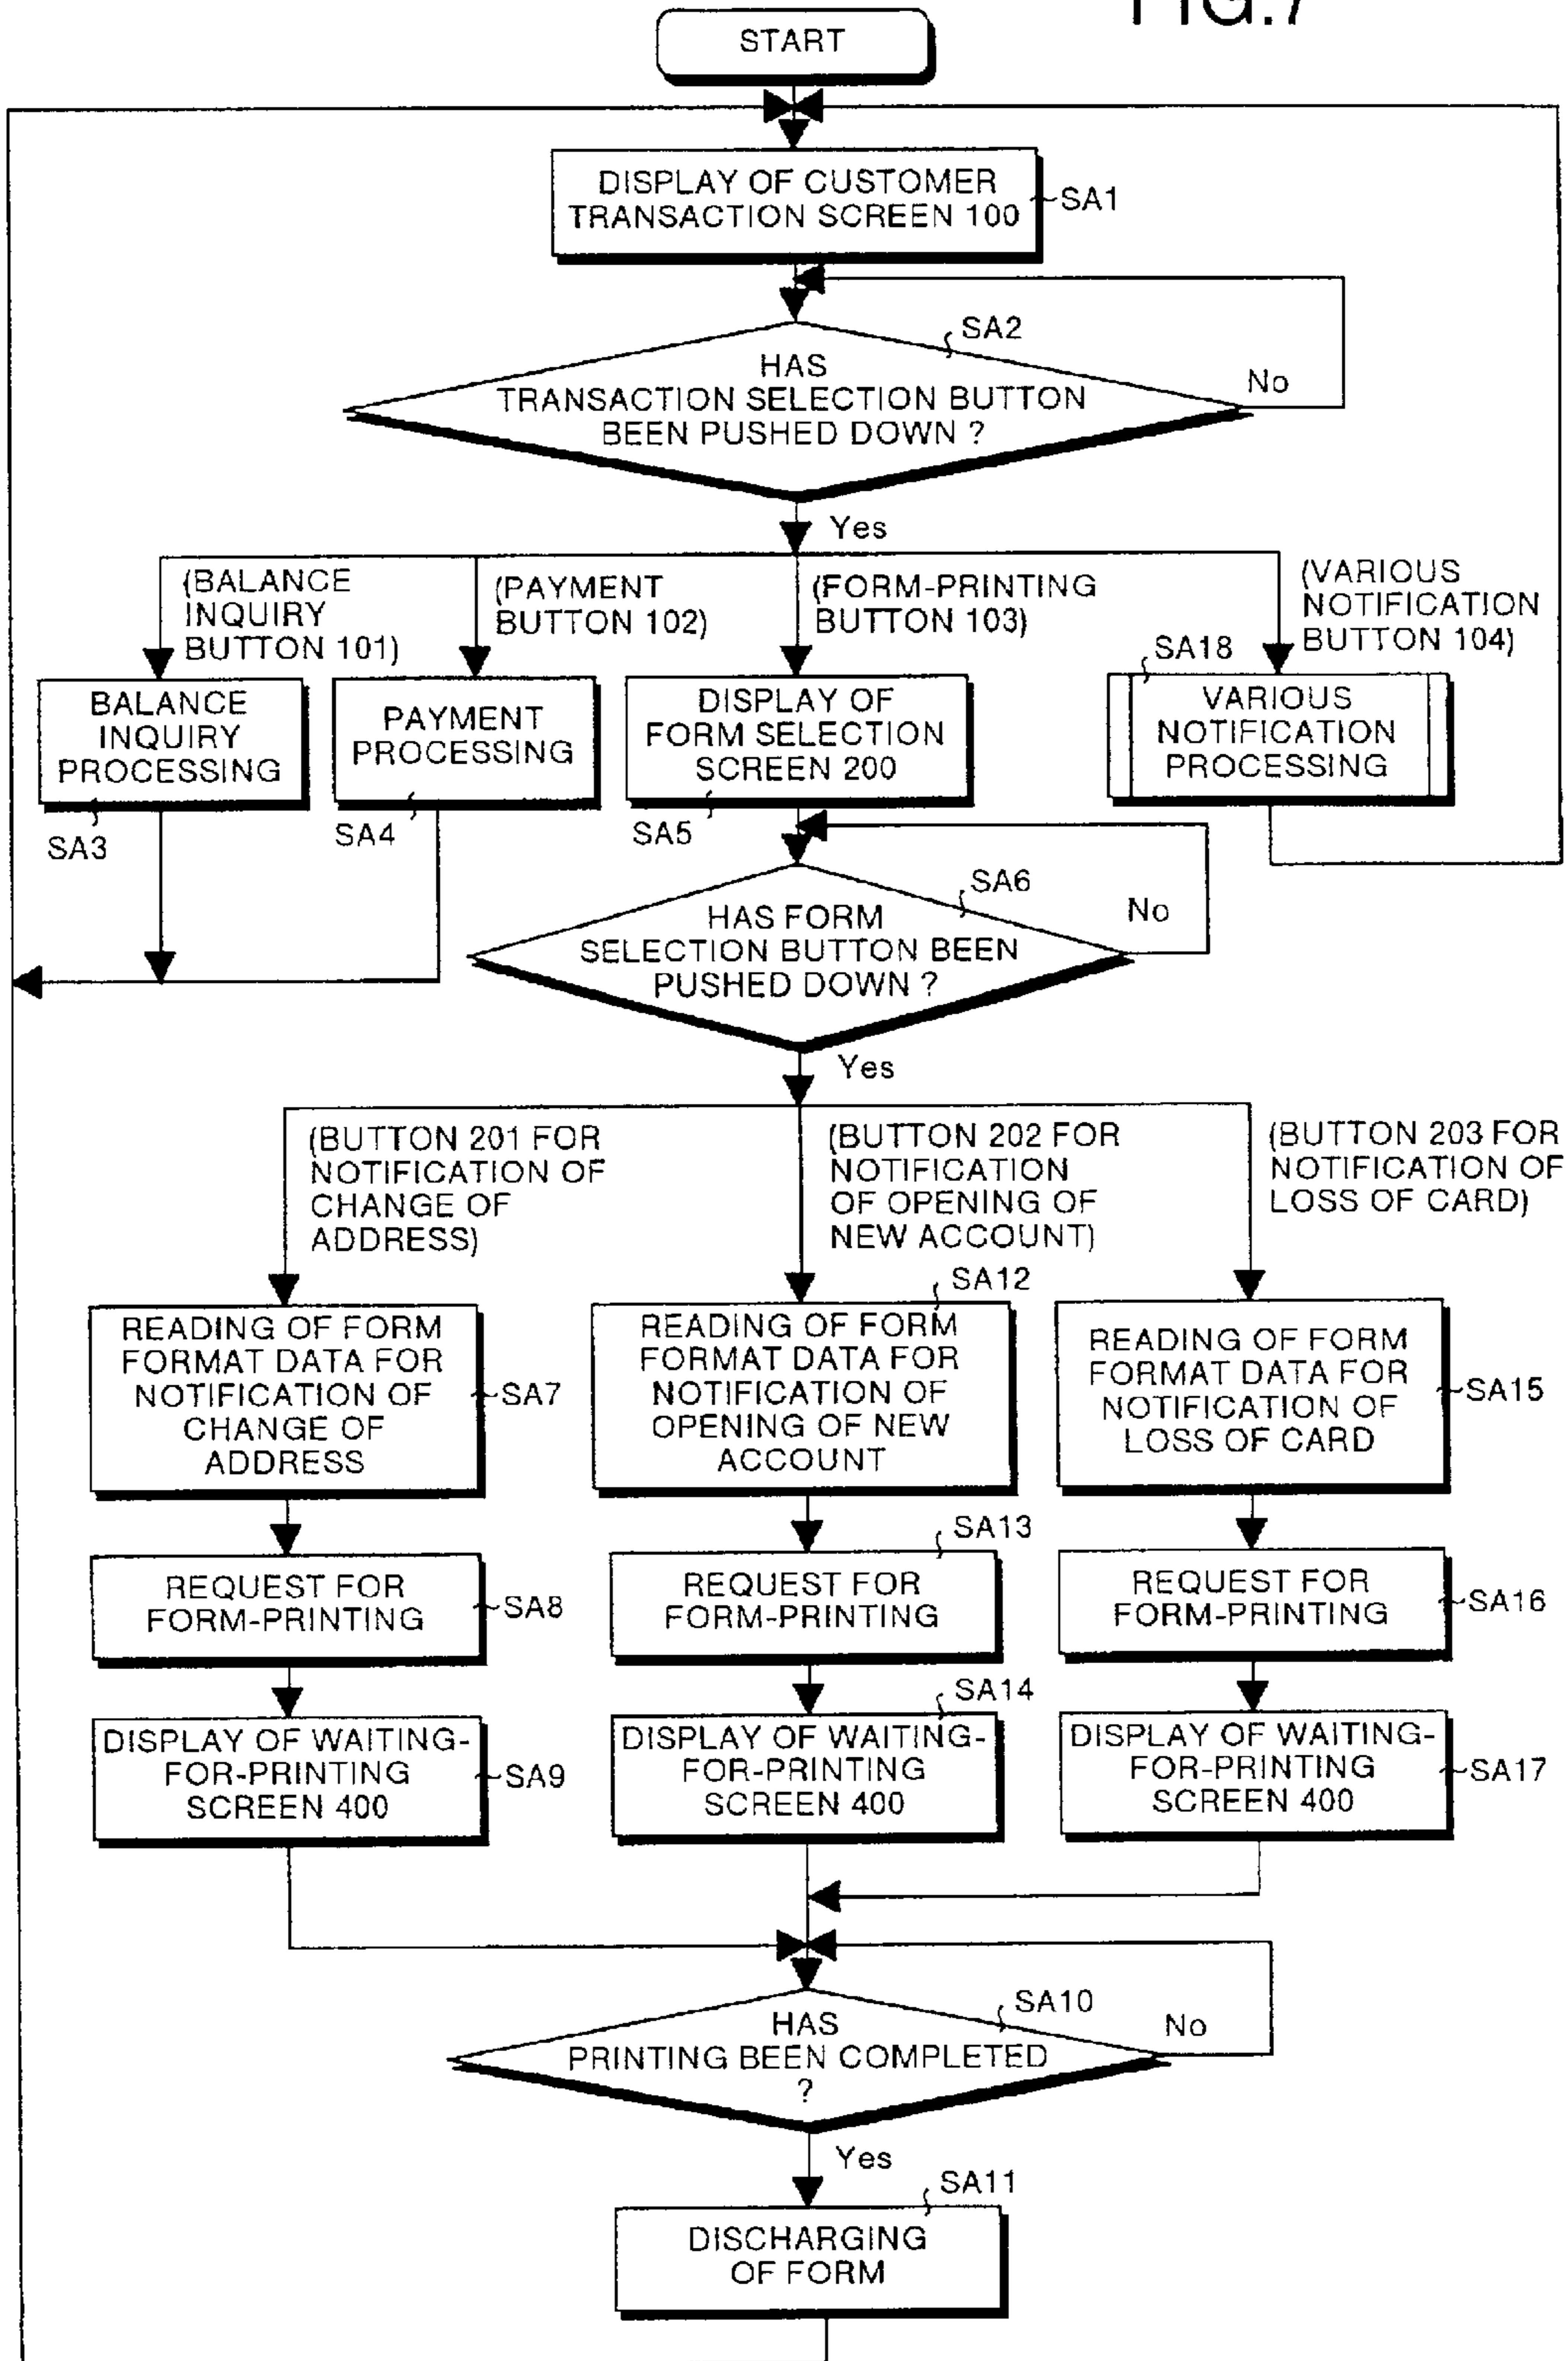 FIG.7
START
DISPLAY OF CUSTOMER
TRANSACTION SCREEN 100
SA1
SA2
HAS
TRANSACTION SELECTION BUTTON
BEEN PUSHED DOWN ?
No
Yes
(BALANCE
INQUIRY
BUTTON 101)
(PAYMENT
BUTTON 102)
(FORM-PRINTING
BUTTON 103)
(VARIOUS
NOTIFICATION
BUTTON 104)
SA18
BALANCE
INQUIRY
PROCESSING
PAYMENT
PROCESSING
DISPLAY OF
FORM SELECTION
SCREEN 200
VARIOUS
NOTIFICATION
PROCESSING
SA3
SA4
SA5
SA6
HAS FORM
SELECTION BUTTON BEEN
PUSHED DOWN ?
No
Yes
(BUTTON 201 FOR
NOTIFICATION OF
CHANGE OF
ADDRESS)
(BUTTON 202 FOR
NOTIFICATION
OF OPENING OF
NEW ACCOUNT)
(BUTTON 203 FOR
NOTIFICATION OF
LOSS OF CARD)
READING OF FORM
FORMAT DATA FOR
NOTIFICATION OF
CHANGE OF
ADDRESS
SA7
SA12
READING OF FORM
FORMAT DATA FOR
NOTIFICATION OF
OPENING OF NEW
ACCOUNT
READING OF FORM
FORMAT DATA FOR
NOTIFICATION OF
LOSS OF CARD
SA15
REQUEST FOR
FORM-PRINTING
SA8
SA13
REQUEST FOR
FORM-PRINTING
REQUEST FOR
FORM-PRINTING
SA16
DISPLAY OF WAITING-
FOR-PRINTING
SCREEN 400
SA9
SA14
DISPLAY OF WAITING-
FOR-PRINTING
SCREEN 400
DISPLAY OF WAITING-
FOR-PRINTING
SCREEN 400
SA17
SA10
HAS
PRINTING BEEN COMPLETED
?
No
Yes
SA11
DISCHARGING
OF FORM